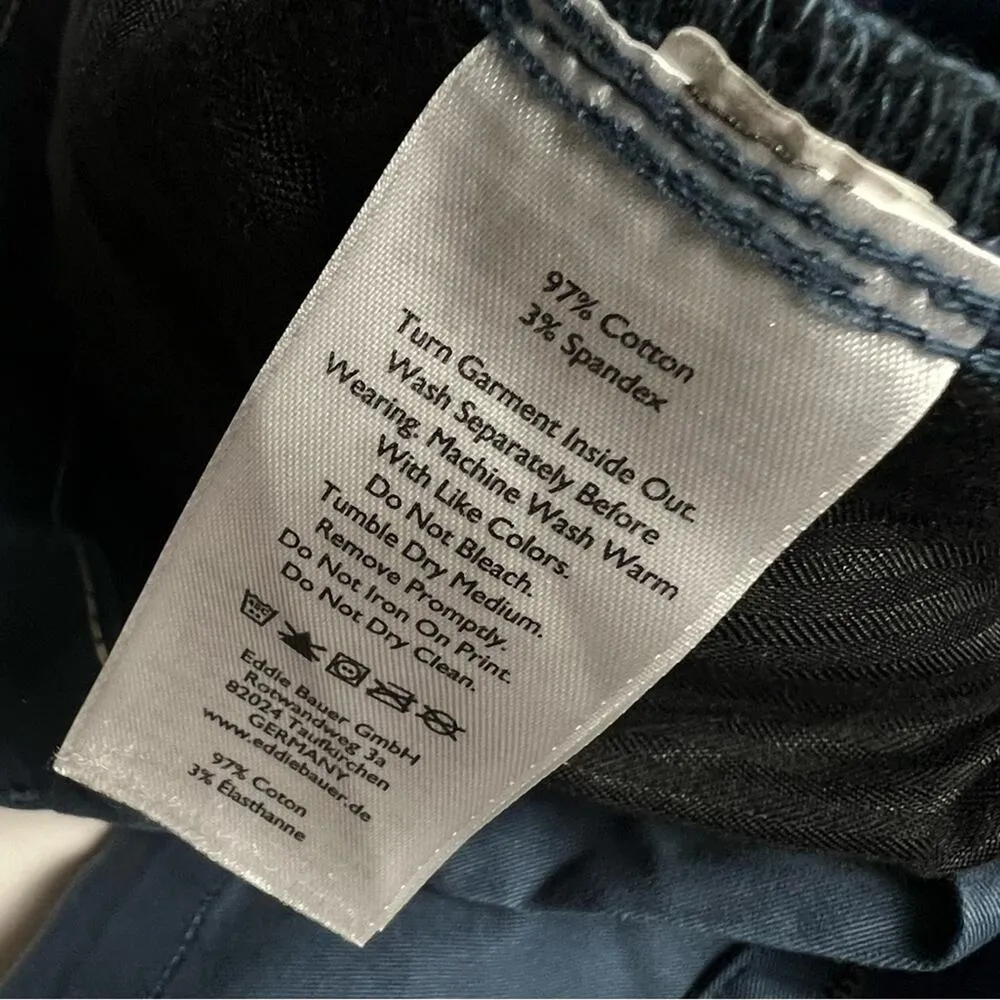 97% Cotton
3% Spandex
Turn Garment Inside Out.
Wash Separately Before
Wearing. Machine Wash Warm
With Like Colors.
Do Not Bleach.
Tumble Dry Medium.
Remove Promptly.
Do Not Iron On Print.
Do Not Dry Clean.
Eddie Bauer GmbH
Rotwandweg 3a
82024 Taufkirchen
GERMANY
www.eddiebauer.de
97% Coton
3% Élasthanne